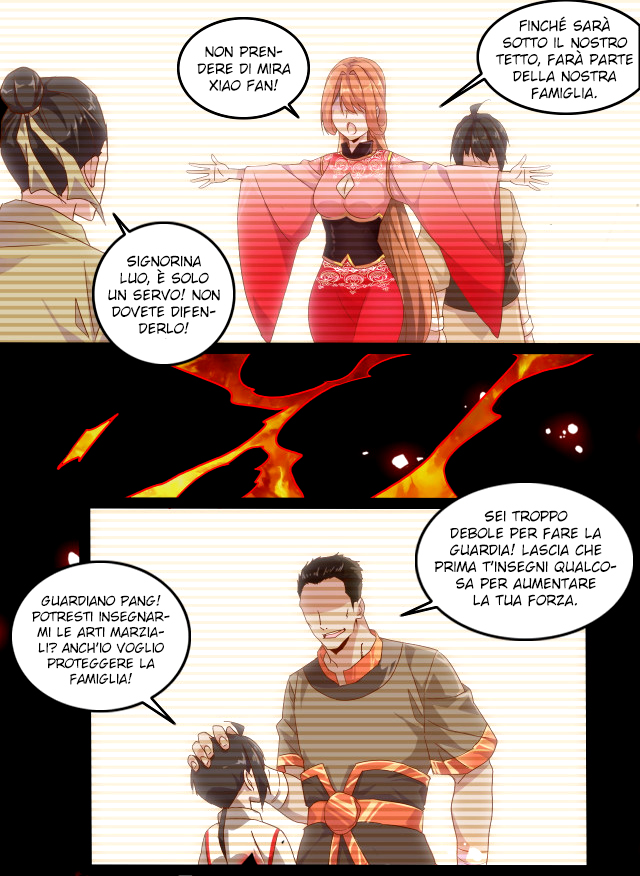 NON PREN-
DERE DI MIRA
XIAO FAN!
FINCHÉ SARÀ
SOTTO IL NOSTRO
TETTO, FARÀ PARTE
DELLA NOSTRA
FAMIGLIA.
SIGNORINA
LUO, È SOLO
UN SERVO! NON
DOVETE DIFEN-
DERLO!
SEI TROPPO
DEBOLE PER FARE LA
GUARDIA! LASCIA CHE
PRIMA T'INSEGNI QUALCO-
SA PER AUMENTARE
LA TUA FORZA.
GUARDIANO PANG!
POTRESTI INSEGNAR-
MI LE ARTI MARZIA-
LI? ANCH'IO VOGLIO
PROTEGGERE LA
FAMIGLIA!